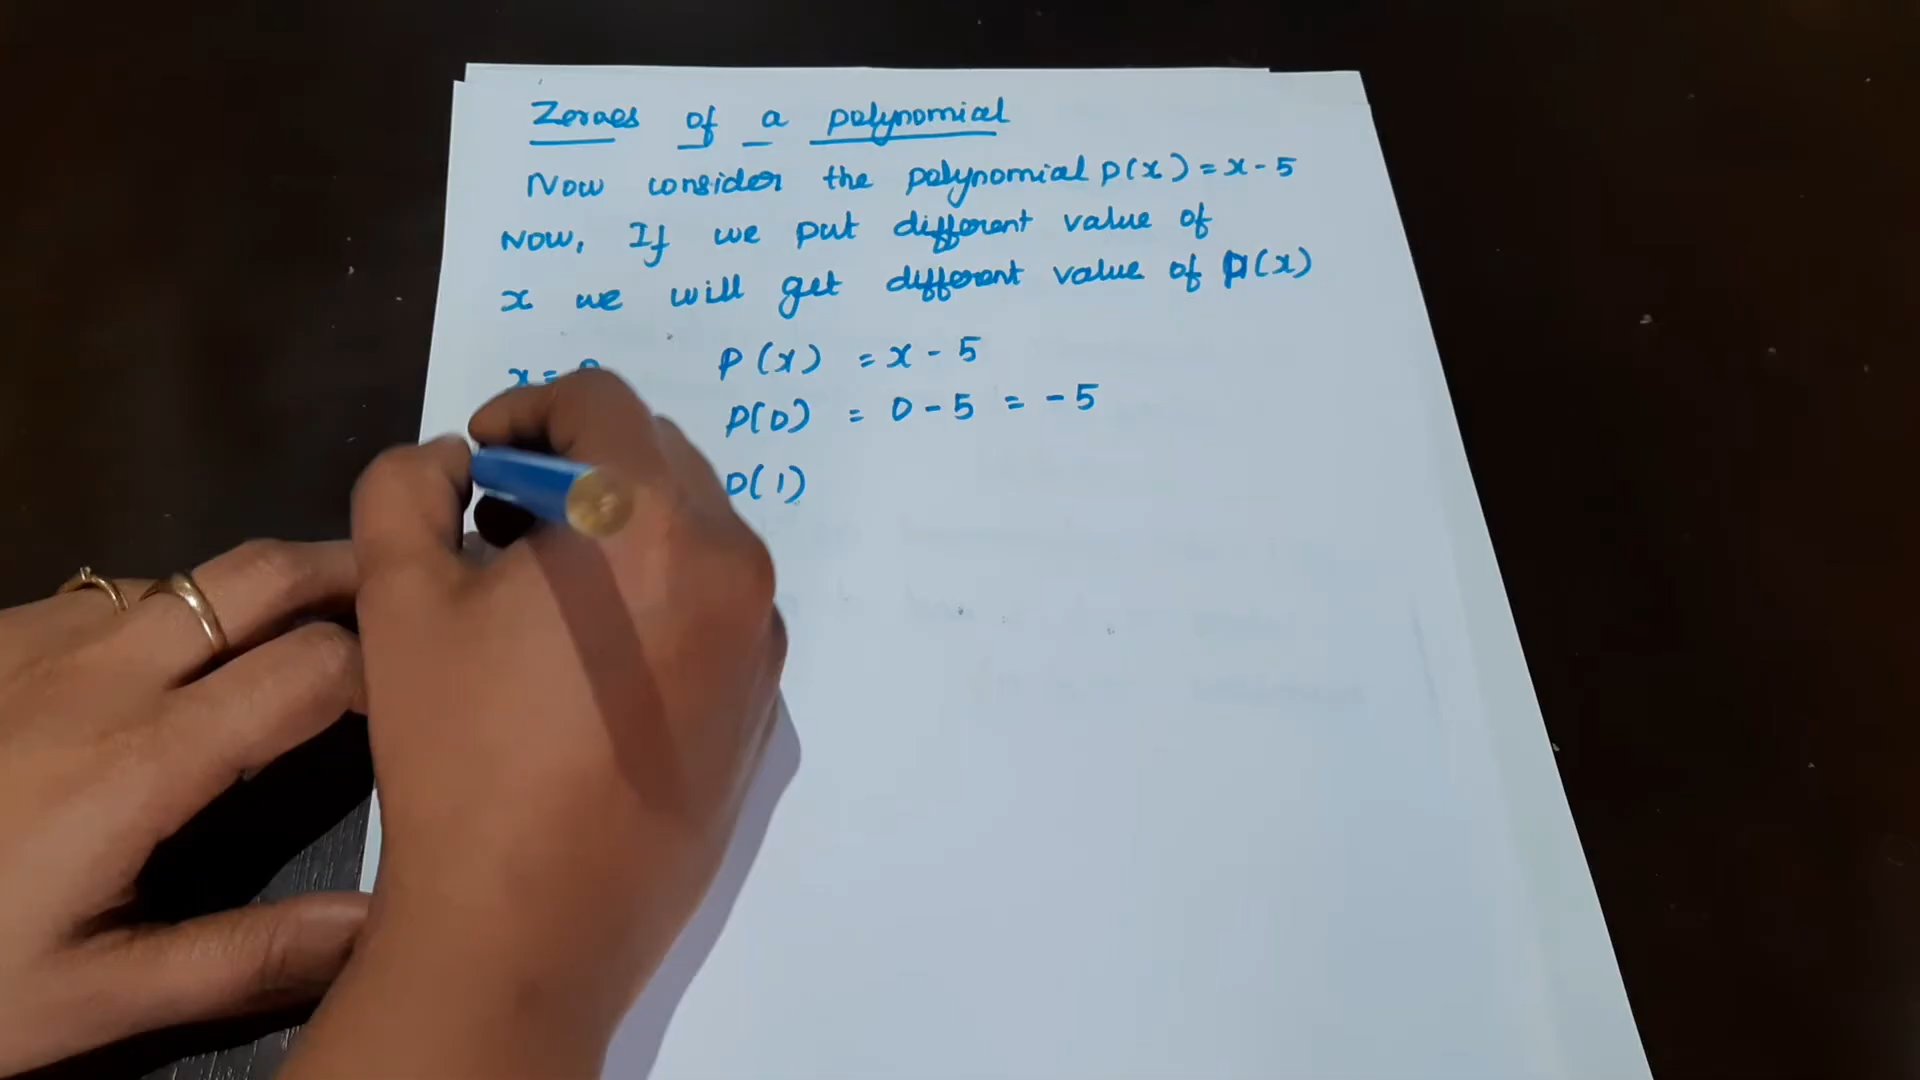 Zeroes of a polynomial
Now consider the polynomial P(x) = x - 5
Now, If we put different value of
x we will get different value of P(x)
x = 0 P(x) = x - 5
P(0) = 0 - 5 = -5
P(1)